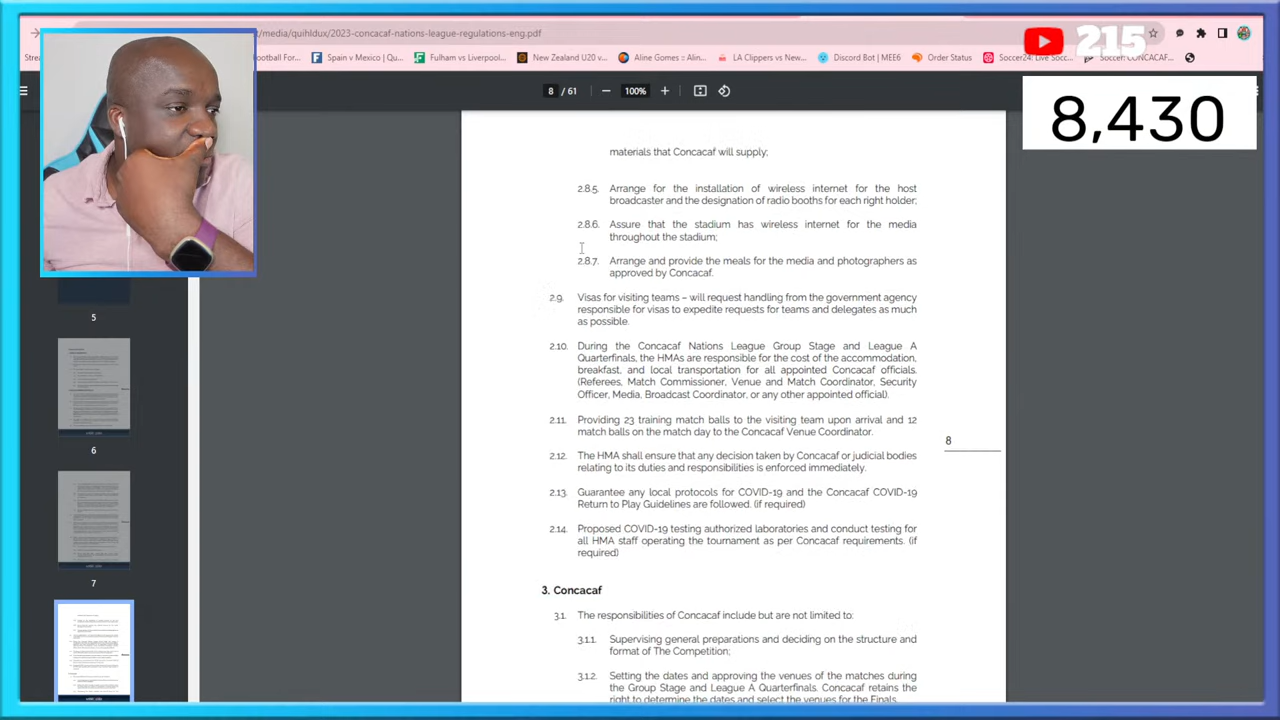 t/media/quihldux/2023-concacaf-nations-league-regulations-eng.pdf
215
Strea
Football For...
Spain v Mexico | Qu...
Fulham vs Liverpool...
New Zealand U20 v...
Aline Gomes :: Alin...
LA Clippers vs New...
Discord Bot | MEE6
Order Status
Soccer24: Live Socc...
Soccer: CONCACAF...
8 / 61
100%
8,430
materials that Concacaf will supply;
2.8.5. Arrange for the installation of wireless internet for the host
broadcaster and the designation of radio booths for each right holder;
2.8.6. Assure that the stadium has wireless internet for the media
throughout the stadium;
2.8.7. Arrange and provide the meals for the media and photographers as
approved by Concacaf.
2.9. Visas for visiting teams – will request handling from the government agency
responsible for visas to expedite requests for teams and delegates as much
as possible.
2.10. During the Concacaf Nations League Group Stage and League A
Quarterfinals, the HMAs are responsible for the cost of the accommodation,
breakfast, and local transportation for all appointed Concacaf officials.
(Referees, Match Commissioner, Venue and Match Coordinator, Security
Officer, Media, Broadcast Coordinator, or any other appointed official).
2.11. Providing 23 training match balls to the visiting team upon arrival and 12
match balls on the match day to the Concacaf Venue Coordinator.
8
2.12. The HMA shall ensure that any decision taken by Concacaf or judicial bodies
relating to its duties and responsibilities is enforced immediately.
2.13. Guarantee any local protocols for COVID-19 and the Concacaf COVID-19
Return to Play Guidelines are followed. (if required)
2.14. Proposed COVID-19 testing authorized laboratories and conduct testing for
all HMA staff operating the tournament as per Concacaf requirements. (if
required)
3. Concacaf
3.1. The responsibilities of Concacaf include but are not limited to:
3.1.1. Supervising general preparations and deciding on the structure and
format of The Competition;
3.1.2. Setting the dates and approving the venues of the matches during
the Group Stage and League A Quarterfinals. Concacaf retains the
right to determine the dates and select the venues for the Finals.
5
6
7